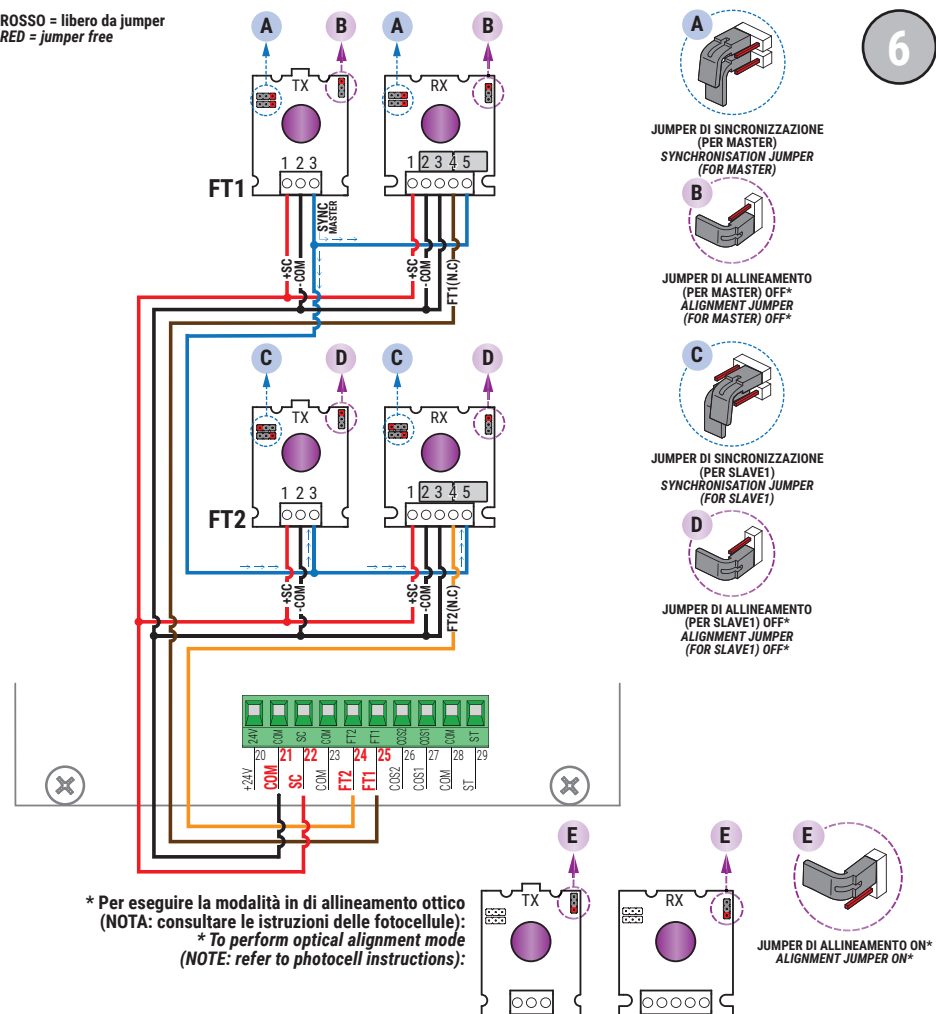 ROSSO = libero da jumper
RED = jumper free
6
A
B
A
B
TX
RX
1 2 3
1 2 3 4 5
FT1
SYNC
MASTER
+SC
-COM
+SC
-COM
FT1(N.C)
C
D
C
D
TX
RX
1 2 3
1 2 3 4 5
FT2
+SC
-COM
+SC
-COM
FT2(N.C)
A
JUMPER DI SINCRONIZZAZIONE
(PER MASTER)
SYNCHRONISATION JUMPER
(FOR MASTER)
B
JUMPER DI ALLINEAMENTO
(PER MASTER) OFF*
ALIGNMENT JUMPER
(FOR MASTER) OFF*
C
JUMPER DI SINCRONIZZAZIONE
(PER SLAVE1)
SYNCHRONISATION JUMPER
(FOR SLAVE1)
D
JUMPER DI ALLINEAMENTO
(PER SLAVE1) OFF*
ALIGNMENT JUMPER
(FOR SLAVE1) OFF*
24V COM SC COM FT2 FT1 COS2 COS1 COM ST
20 21 22 23 24 25 26 27 28 29
+24V COM SC COM FT2 FT1 COS2 COS1 COM ST
* Per eseguire la modalità in di allineamento ottico
(NOTA: consultare le istruzioni delle fotocellule):
* To perform optical alignment mode
(NOTE: refer to photocell instructions):
E
E
TX
RX
E
JUMPER DI ALLINEAMENTO ON*
ALIGNMENT JUMPER ON*